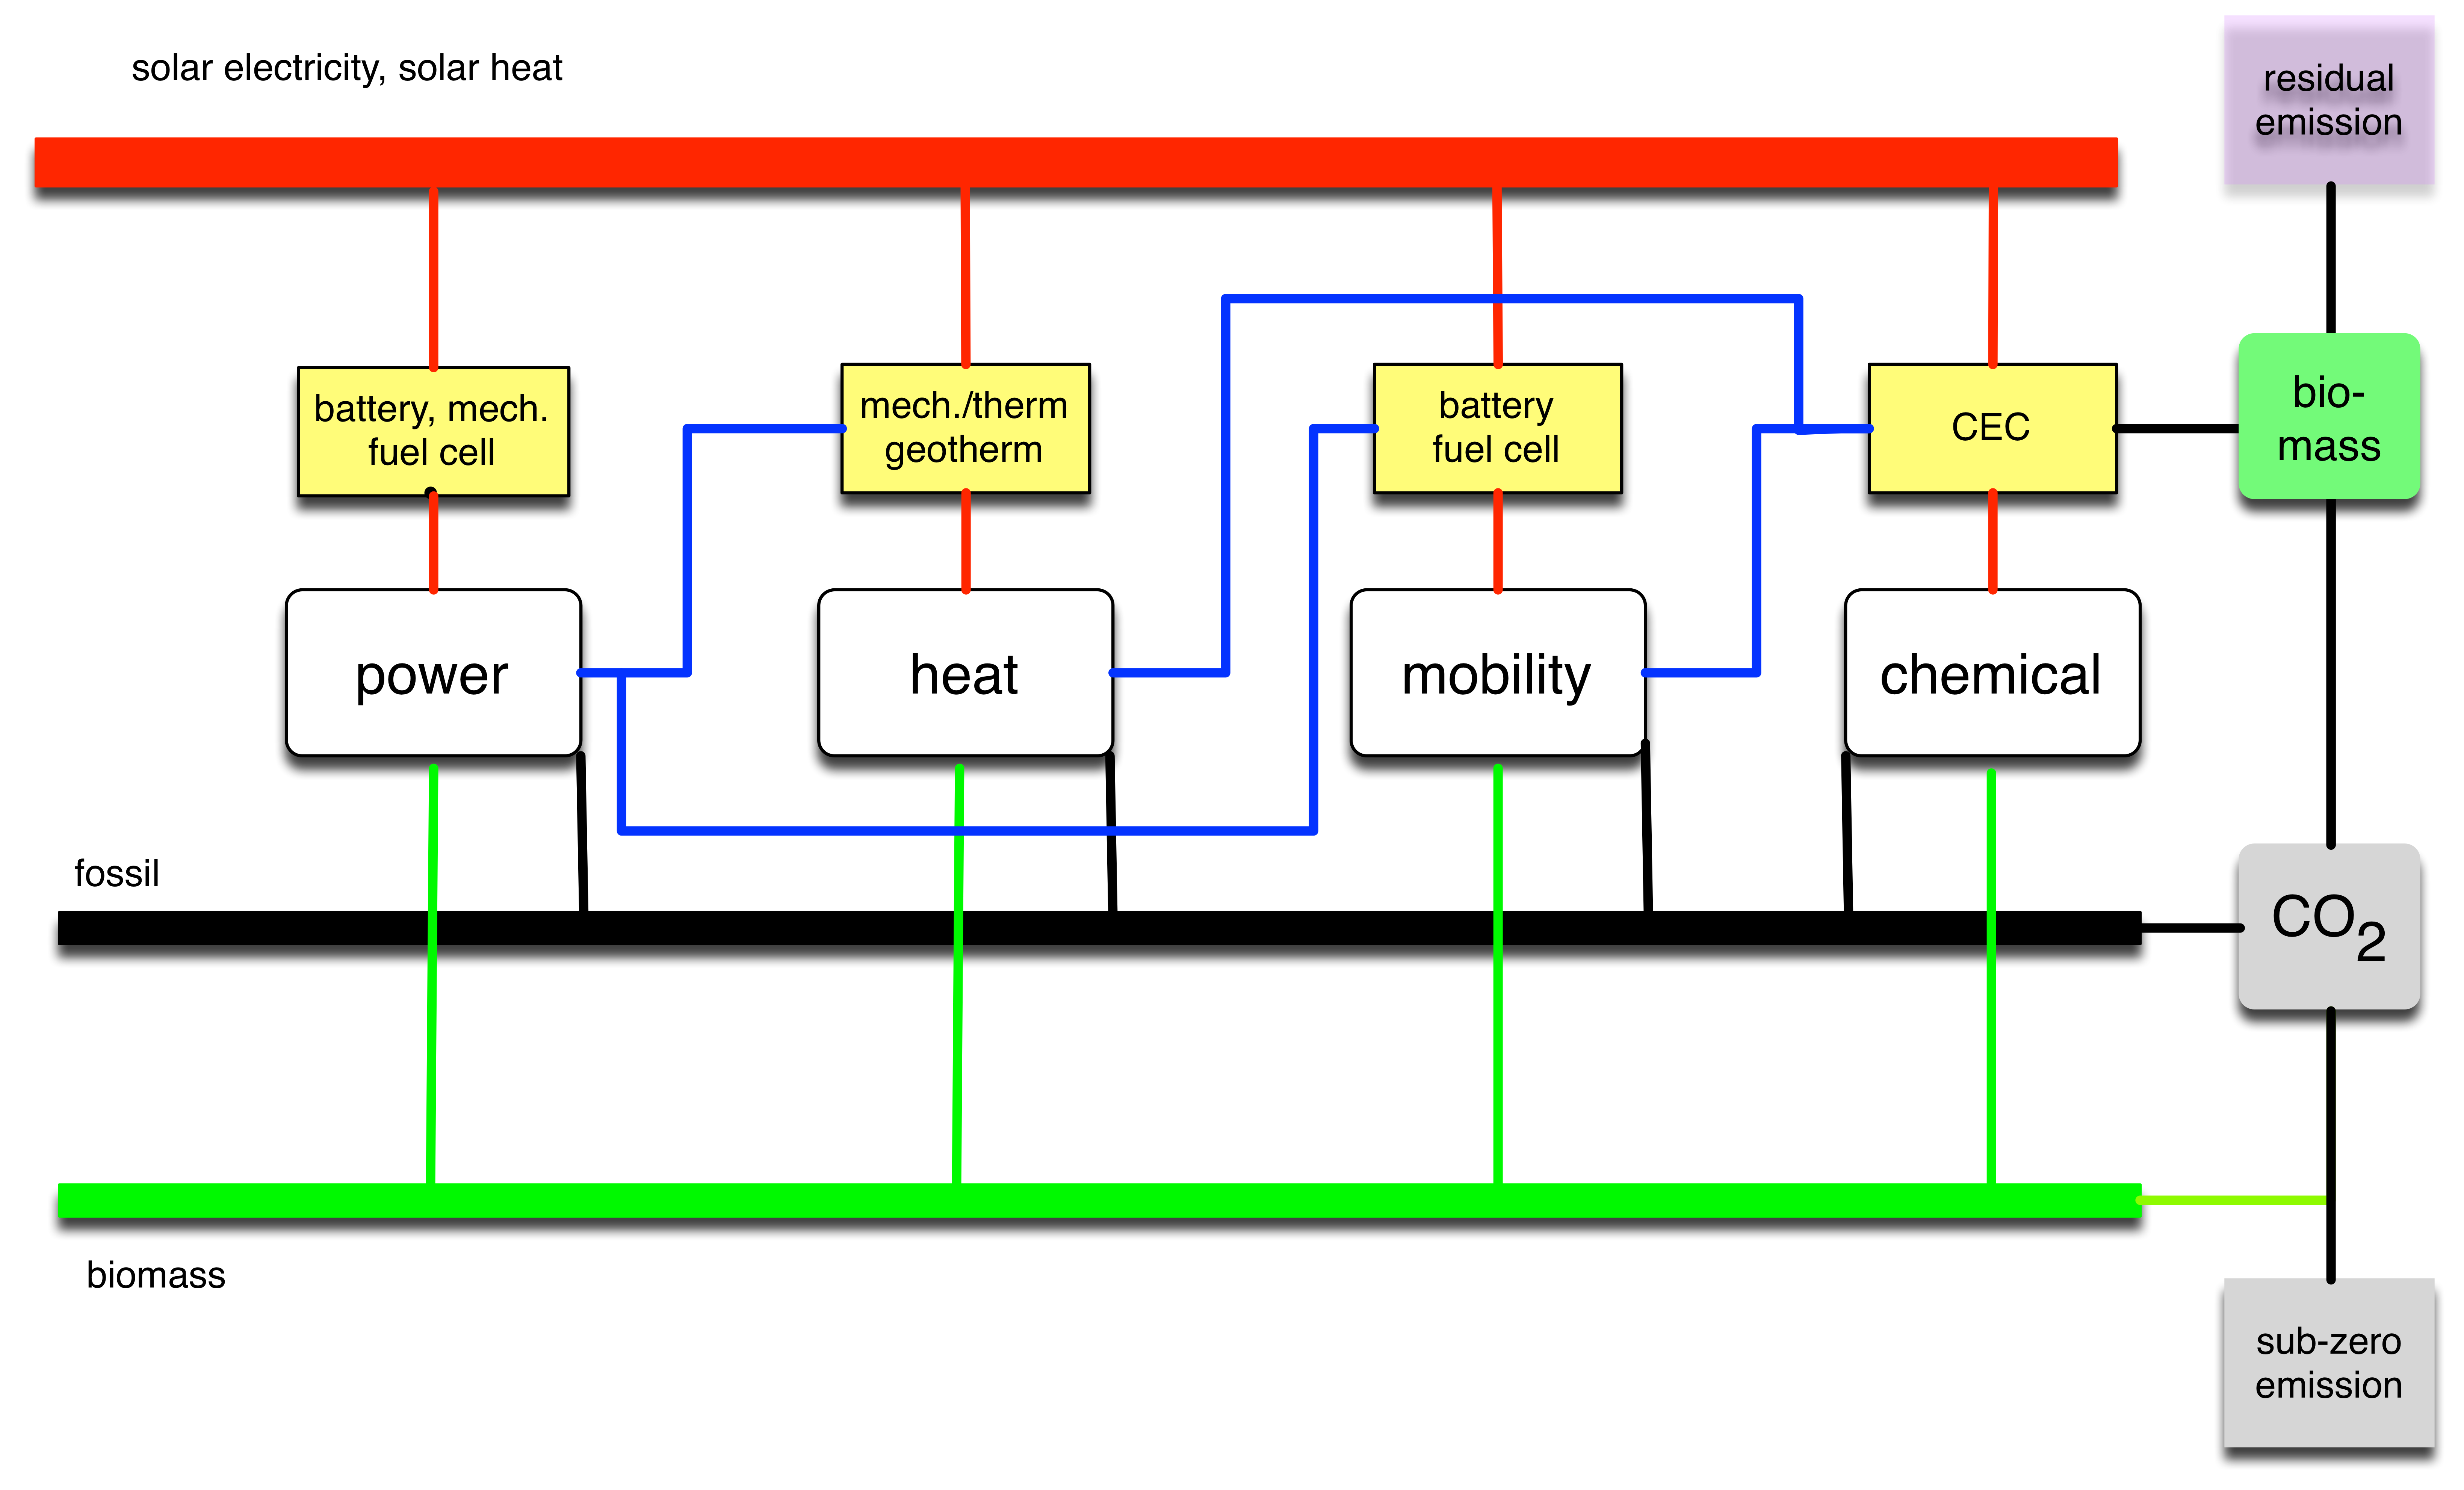 solar electricity, solar heat
residual
emission
battery, mech.
fuel cell
mech./therm
geotherm
battery
fuel cell
CEC
bio-
mass
power
heat
mobility
chemical
fossil
CO₂
biomass
sub-zero
emission